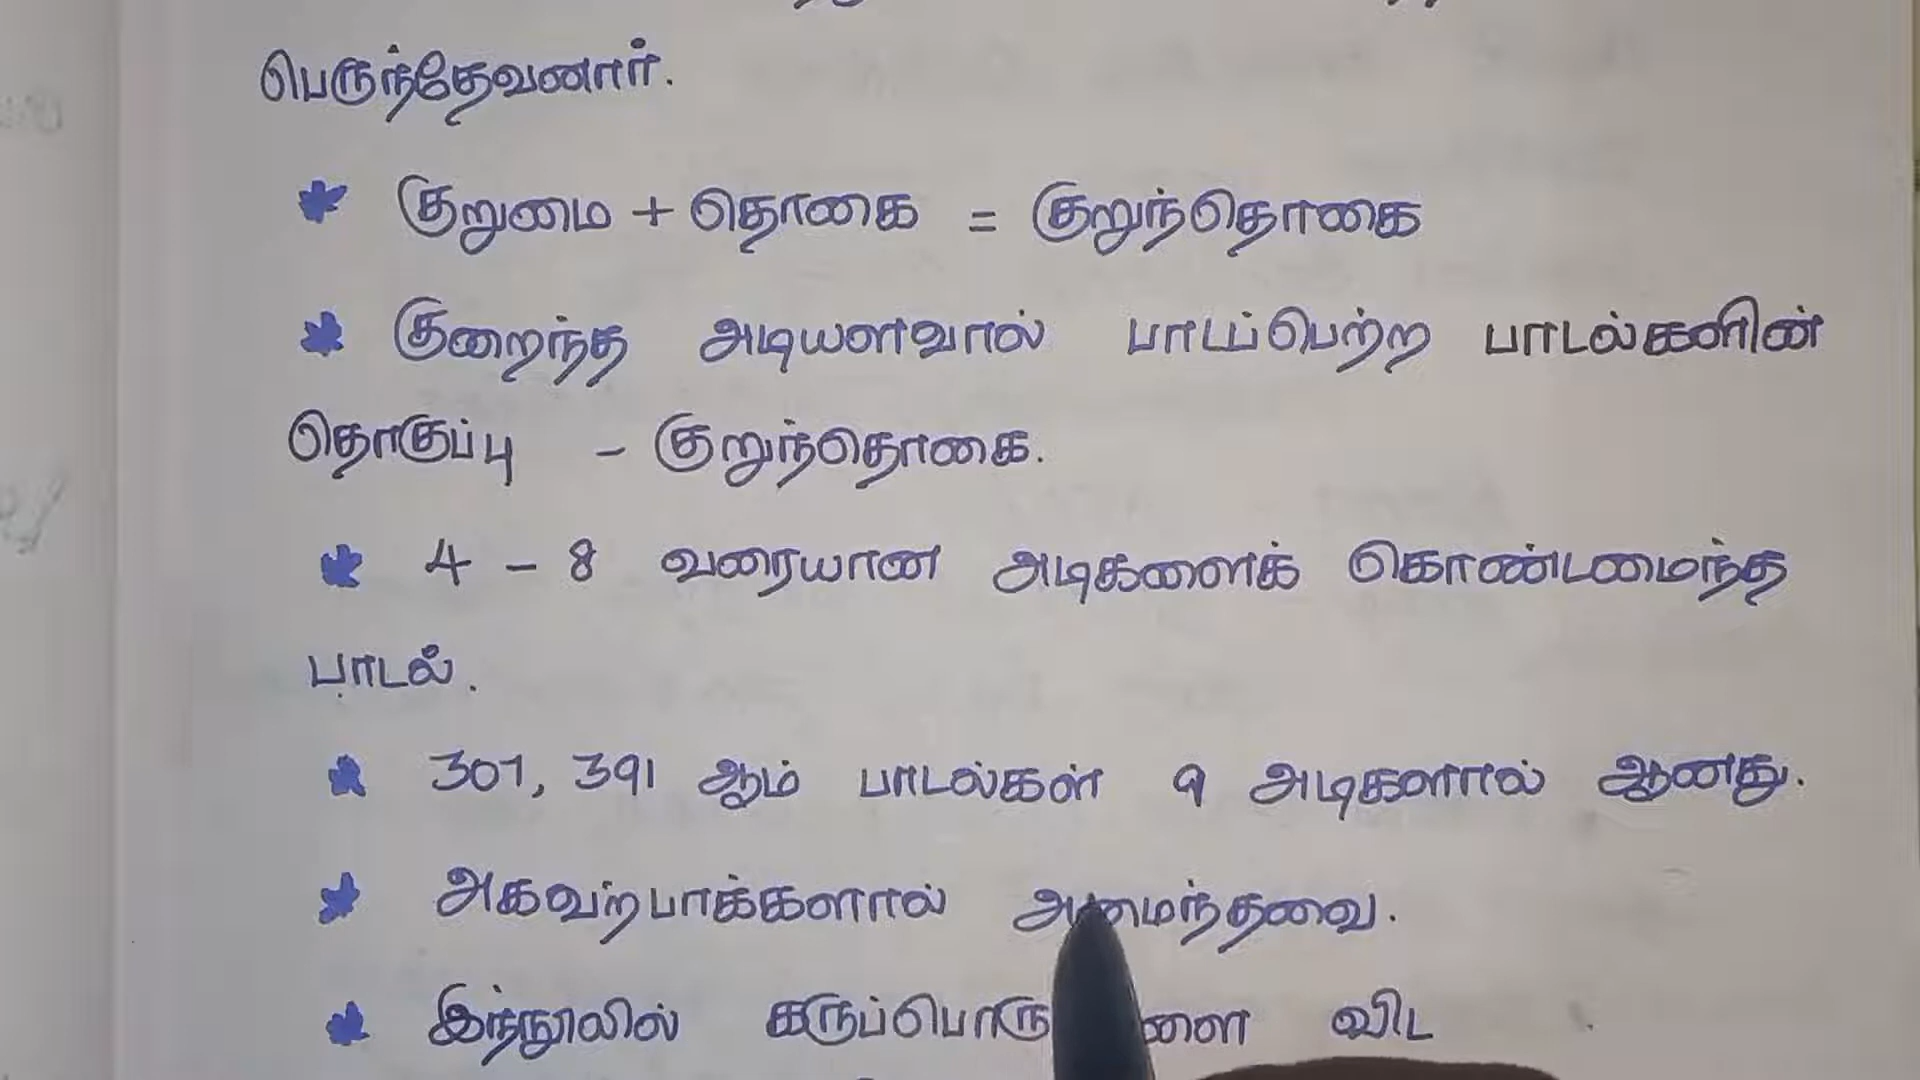 பெருந்தேவனார்.
குறுமை + தொகை = குறுந்தொகை
குறைந்த அடியளவால் பாடப்பெற்ற பாடல்களின்
தொகுப்பு - குறுந்தொகை.
4 - 8 வரையான அடிகளைக் கொண்டமைந்த
பாடல்.
307, 391 ஆம் பாடல்கள் 9 அடிகளால் ஆனது.
அகவற்பாக்களால் அமைந்தவை.
இந்நூலில் விட